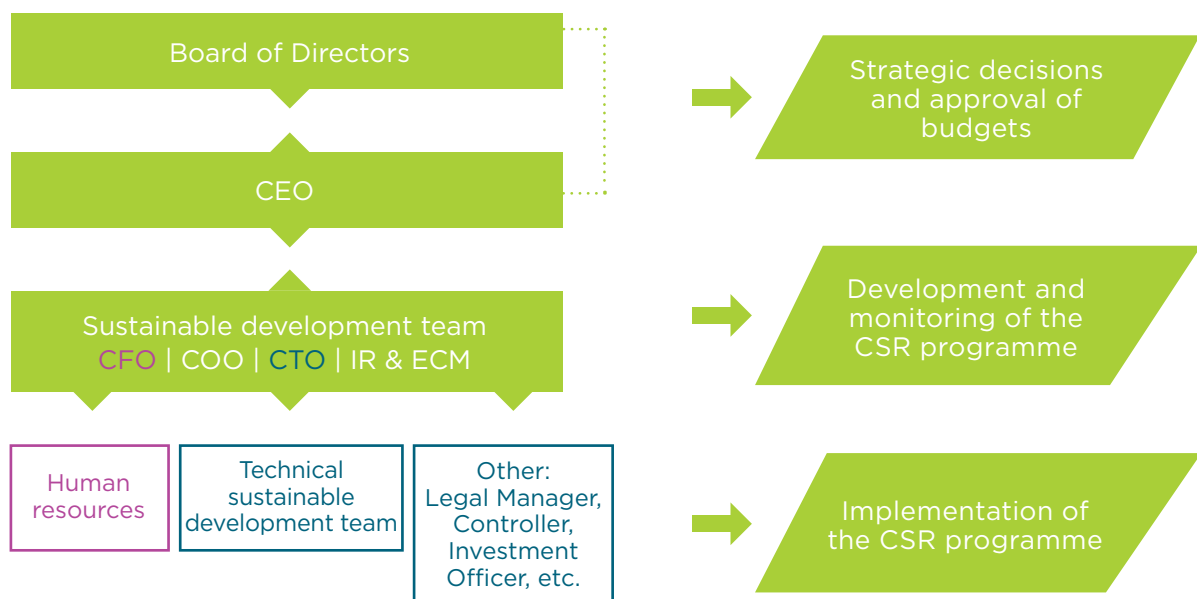 Board of Directors
Strategic decisions
and approval of
budgets
CEO
Sustainable development team
CFO | COO | CTO | IR & ECM
Development and
monitoring of the
CSR programme
Human
resources
Technical
sustainable
development team
Other:
Legal Manager,
Controller,
Investment
Officer, etc.
Implementation of
the CSR programme